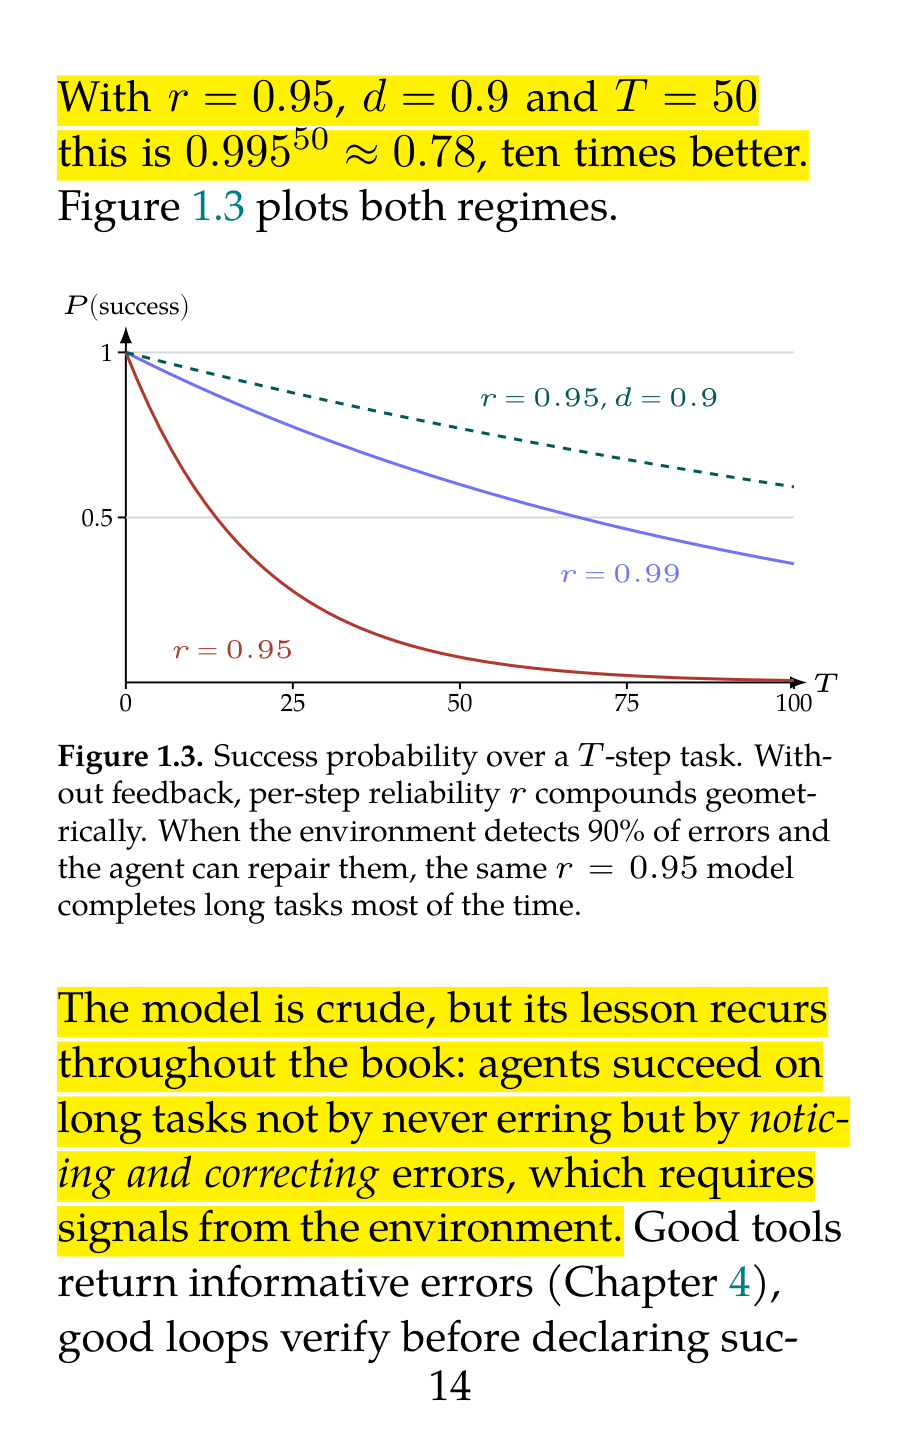 With r = 0.95, d = 0.9 and T = 50
this is 0.995⁵⁰ ≈ 0.78, ten times better.
Figure 1.3 plots both regimes.
P(success)
1
r = 0.95, d = 0.9
0.5
r = 0.99
r = 0.95
T
0 25 50 75 100
Figure 1.3. Success probability over a T-step task. With-
out feedback, per-step reliability r compounds geomet-
rically. When the environment detects 90% of errors and
the agent can repair them, the same r = 0.95 model
completes long tasks most of the time.
The model is crude, but its lesson recurs
throughout the book: agents succeed on
long tasks not by never erring but by notic-
ing and correcting errors, which requires
signals from the environment. Good tools
return informative errors (Chapter 4),
good loops verify before declaring suc-
14